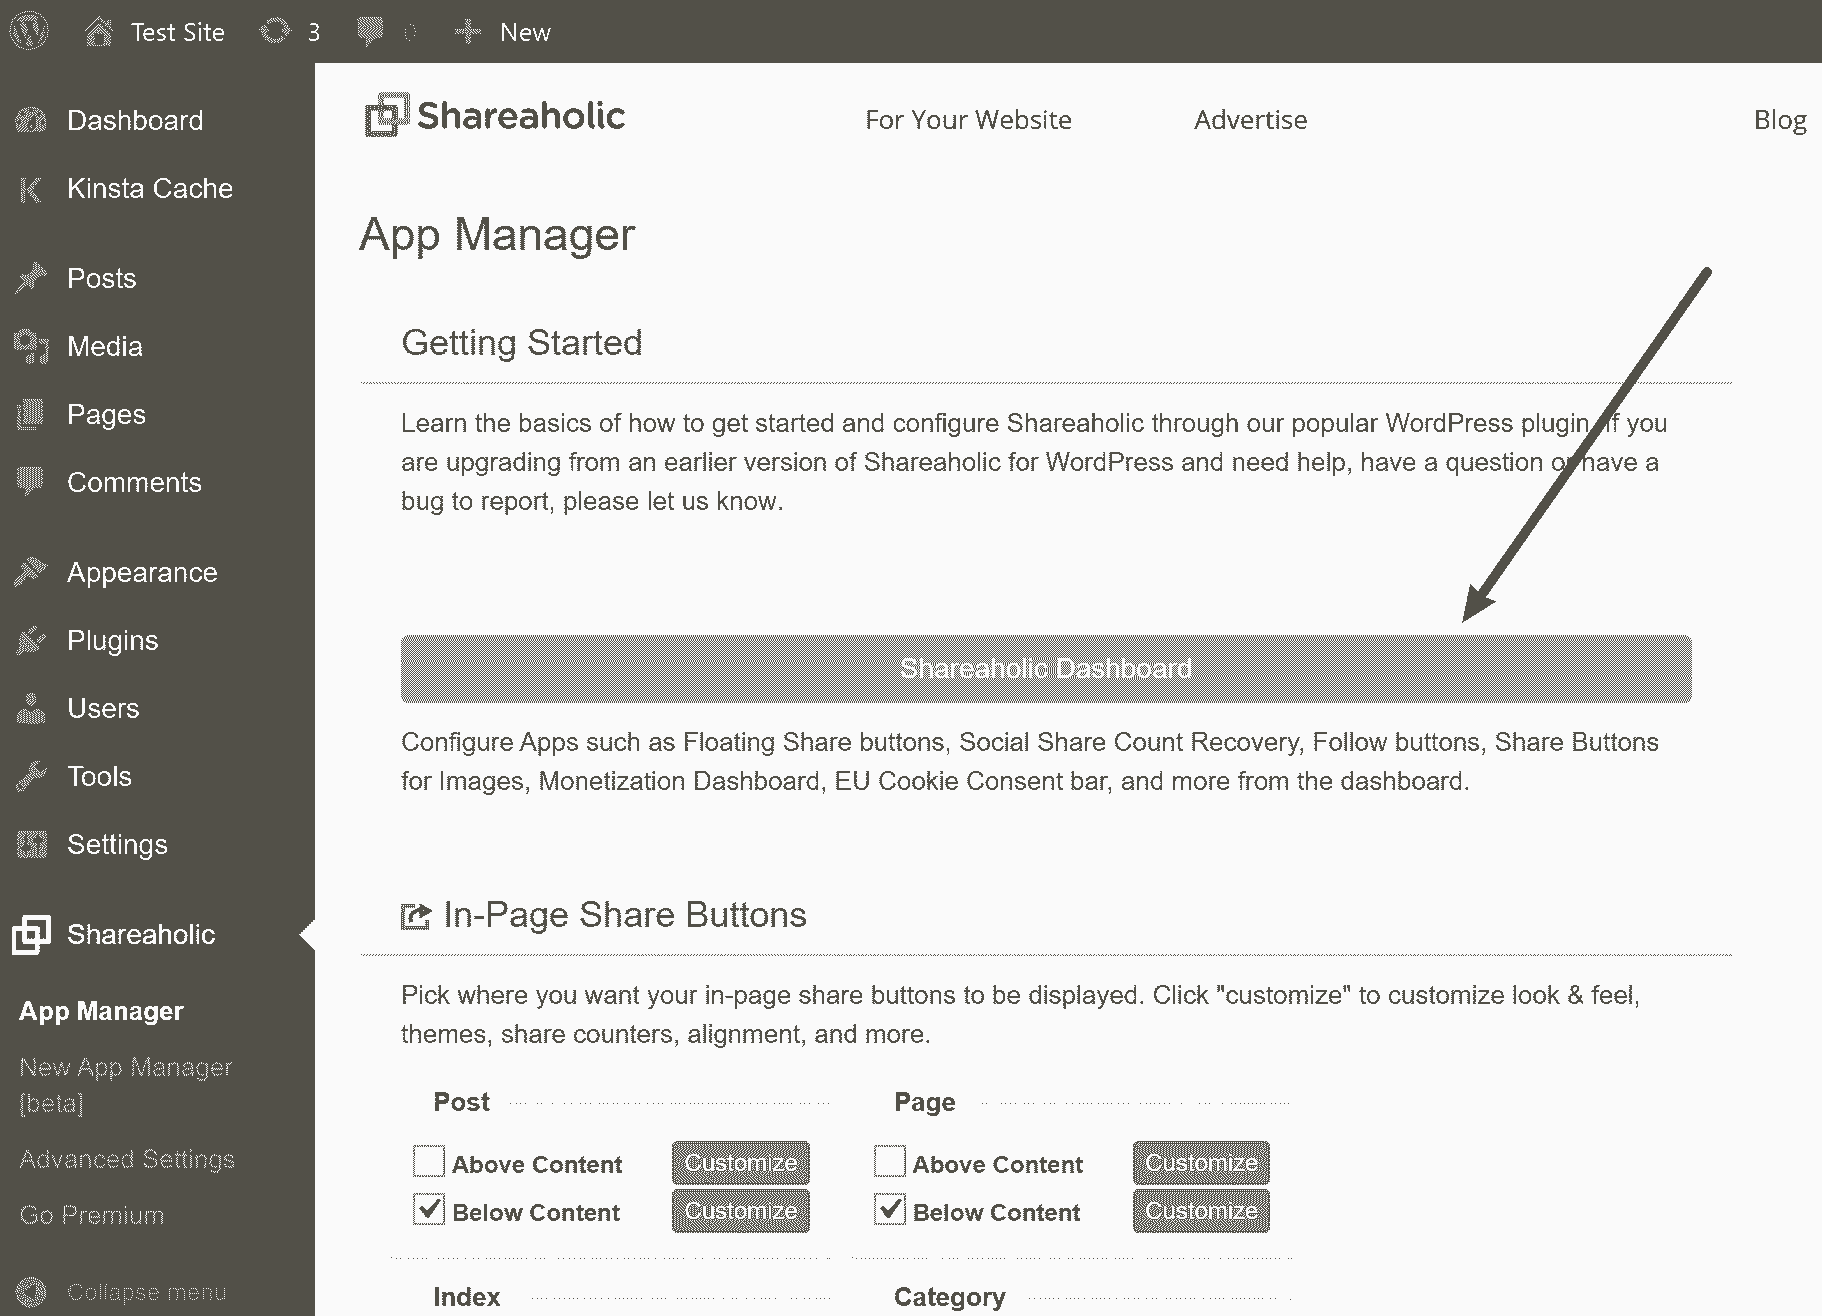 Test Site
3
0
New
Dashboard
Kinsta Cache
Posts
Media
Pages
Comments
Appearance
Plugins
Users
Tools
Settings
Shareaholic
App Manager
New App Manager
[beta]
Advanced Settings
Go Premium
Collapse menu
Shareaholic
For Your Website
Advertise
Blog
App Manager
Getting Started
Learn the basics of how to get started and configure Shareaholic through our popular WordPress plugin. If you
are upgrading from an earlier version of Shareaholic for WordPress and need help, have a question or have a
bug to report, please let us know.
Shareaholic Dashboard
Configure Apps such as Floating Share buttons, Social Share Count Recovery, Follow buttons, Share Buttons
for Images, Monetization Dashboard, EU Cookie Consent bar, and more from the dashboard.
In-Page Share Buttons
Pick where you want your in-page share buttons to be displayed. Click "customize" to customize look & feel,
themes, share counters, alignment, and more.
Post
Above Content Customize
Below Content Customize
Page
Above Content Customize
Below Content Customize
Index
Category